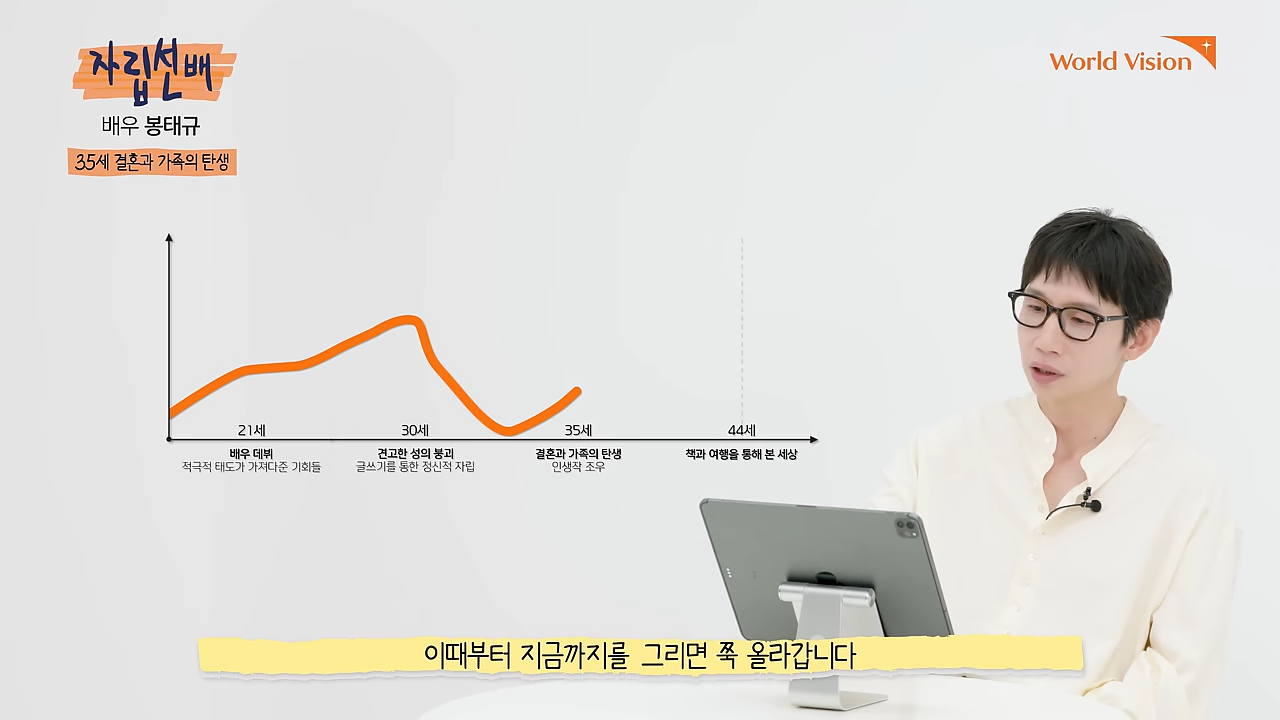 자립선배
배우 봉태규
35세 결혼과 가족의 탄생
World Vision
21세
배우 데뷔
적극적 태도가 가져다준 기회들
30세
견고한 성의 붕괴
글쓰기를 통한 정신적 자립
35세
결혼과 가족의 탄생
인생작 조우
44세
책과 여행을 통해 본 세상
이때부터 지금까지를 그리면 쭉 올라갑니다